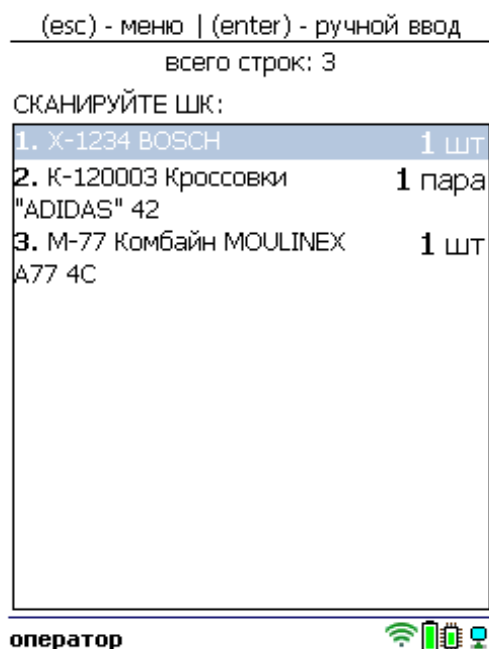 (esc) - меню | (enter) - ручной ввод
всего строк: 3
СКАНИРУЙТЕ ШК:
1. Х-1234 BOSCH 1 шт
2. К-120003 Кроссовки 1 пара
"ADIDAS" 42
3. М-77 Комбайн MOULINEX 1 шт
A77 4C
оператор